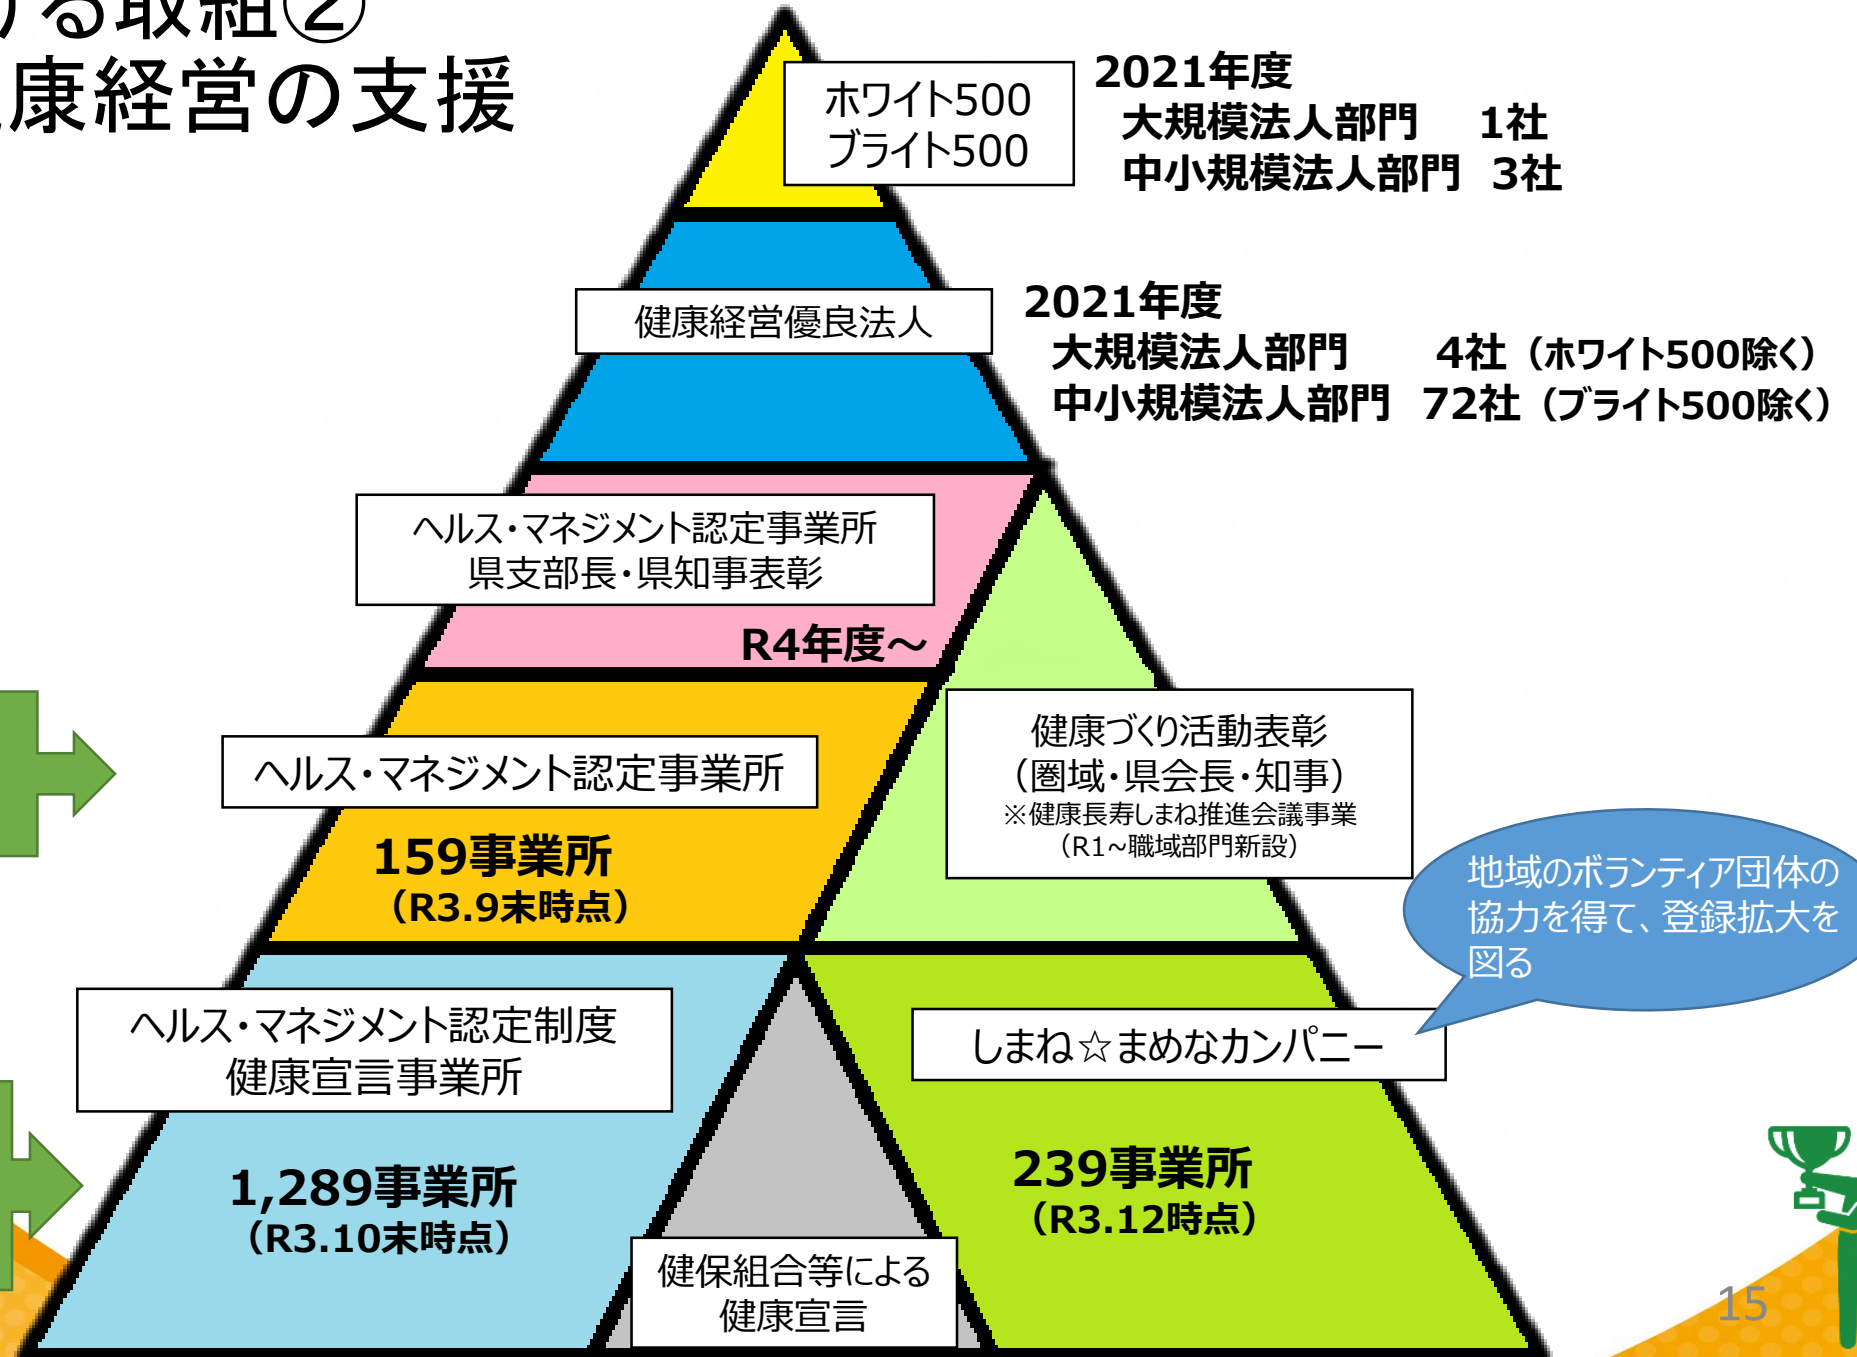 ける取組②
康経営の支援
ホワイト500
ブライト500
2021年度
大規模法人部門 1社
中小規模法人部門 3社
健康経営優良法人
2021年度
大規模法人部門 4社（ホワイト500除く）
中小規模法人部門 72社（ブライト500除く）
ヘルス・マネジメント認定事業所
県支部長・県知事表彰
R4年度～
ヘルス・マネジメント認定事業所
159事業所
（R3.9末時点）
健康づくり活動表彰
（圏域・県会長・知事）
※健康長寿しまね推進会議事業
（R1~職域部門新設）
地域のボランティア団体の
協力を得て、登録拡大を
図る
ヘルス・マネジメント認定制度
健康宣言事業所
1,289事業所
（R3.10末時点）
しまね☆まめなカンパニー
239事業所
（R3.12時点）
健保組合等による
健康宣言
15